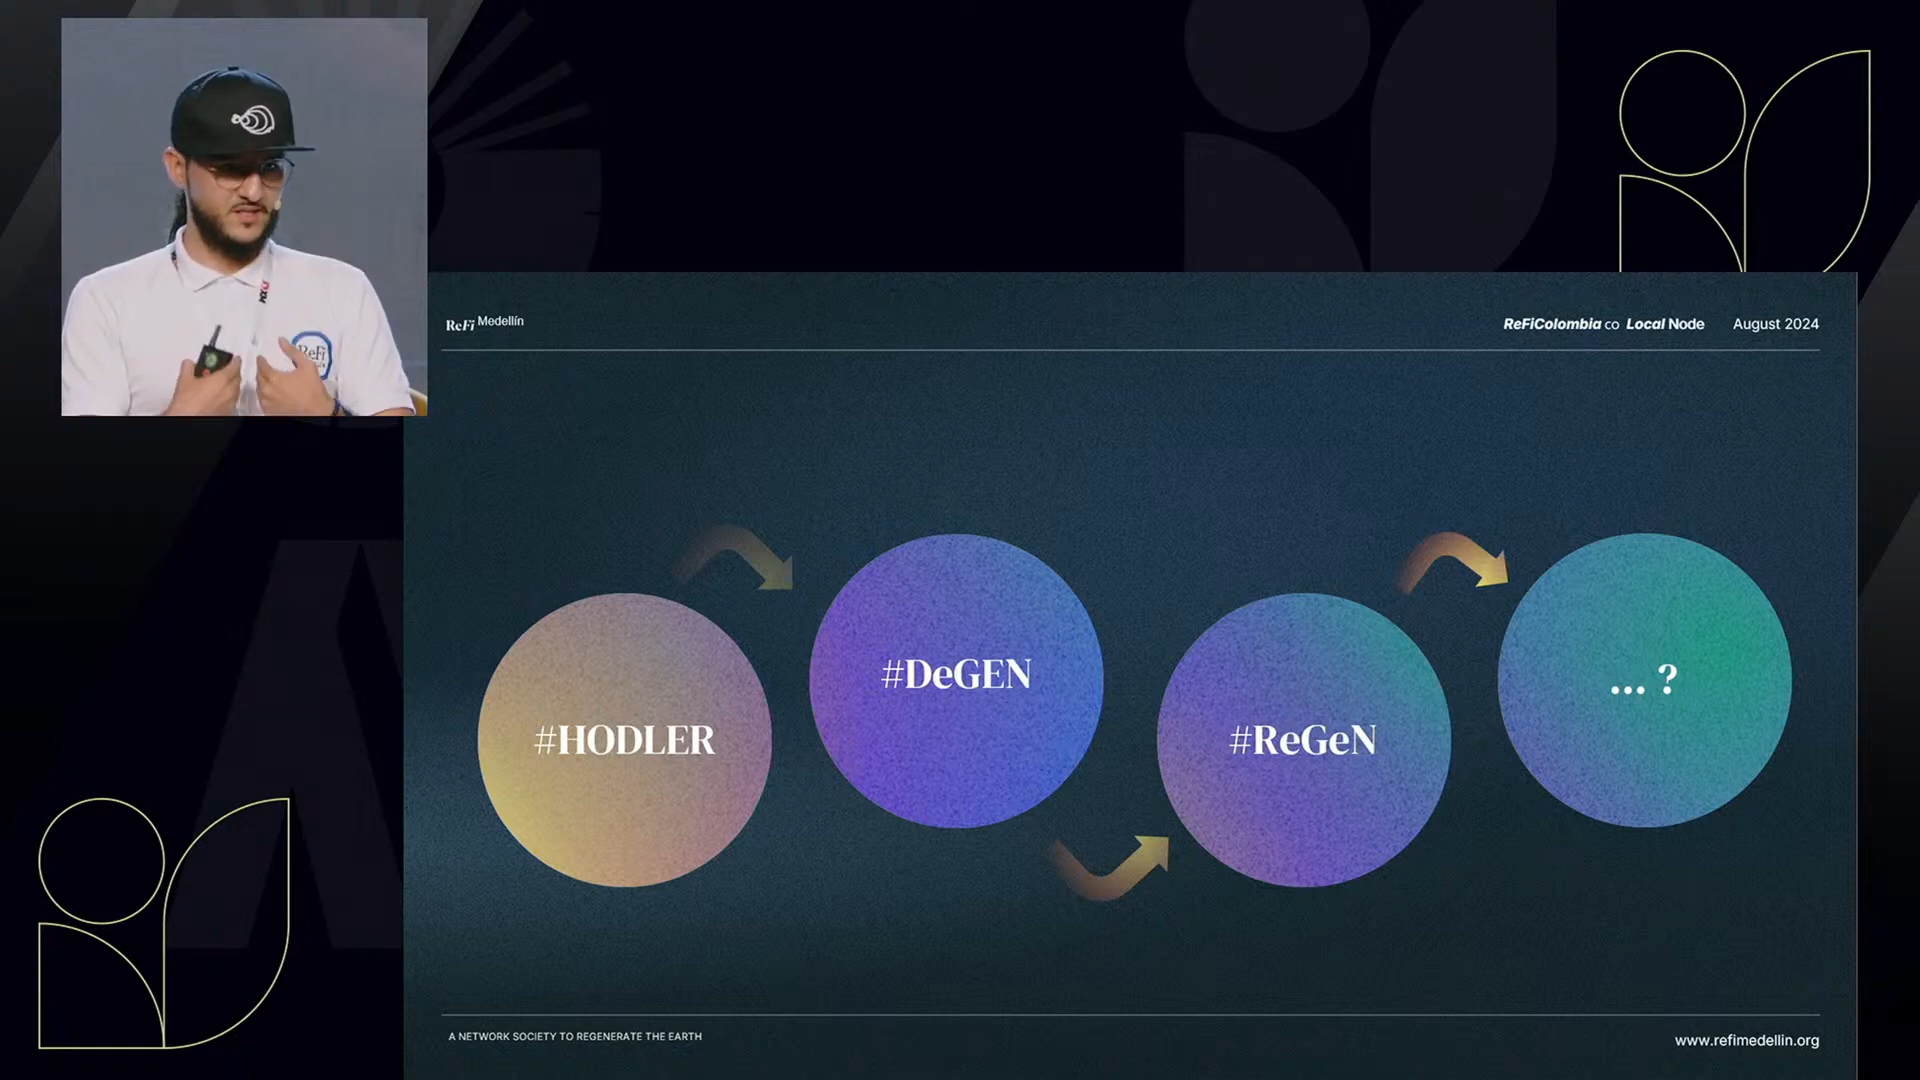 ReFi Medellín
ReFiColombia co Local Node August 2024
ReFi
#HODLER
#DeGEN
#ReGeN
... ?
A NETWORK SOCIETY TO REGENERATE THE EARTH
www.refimedellin.org